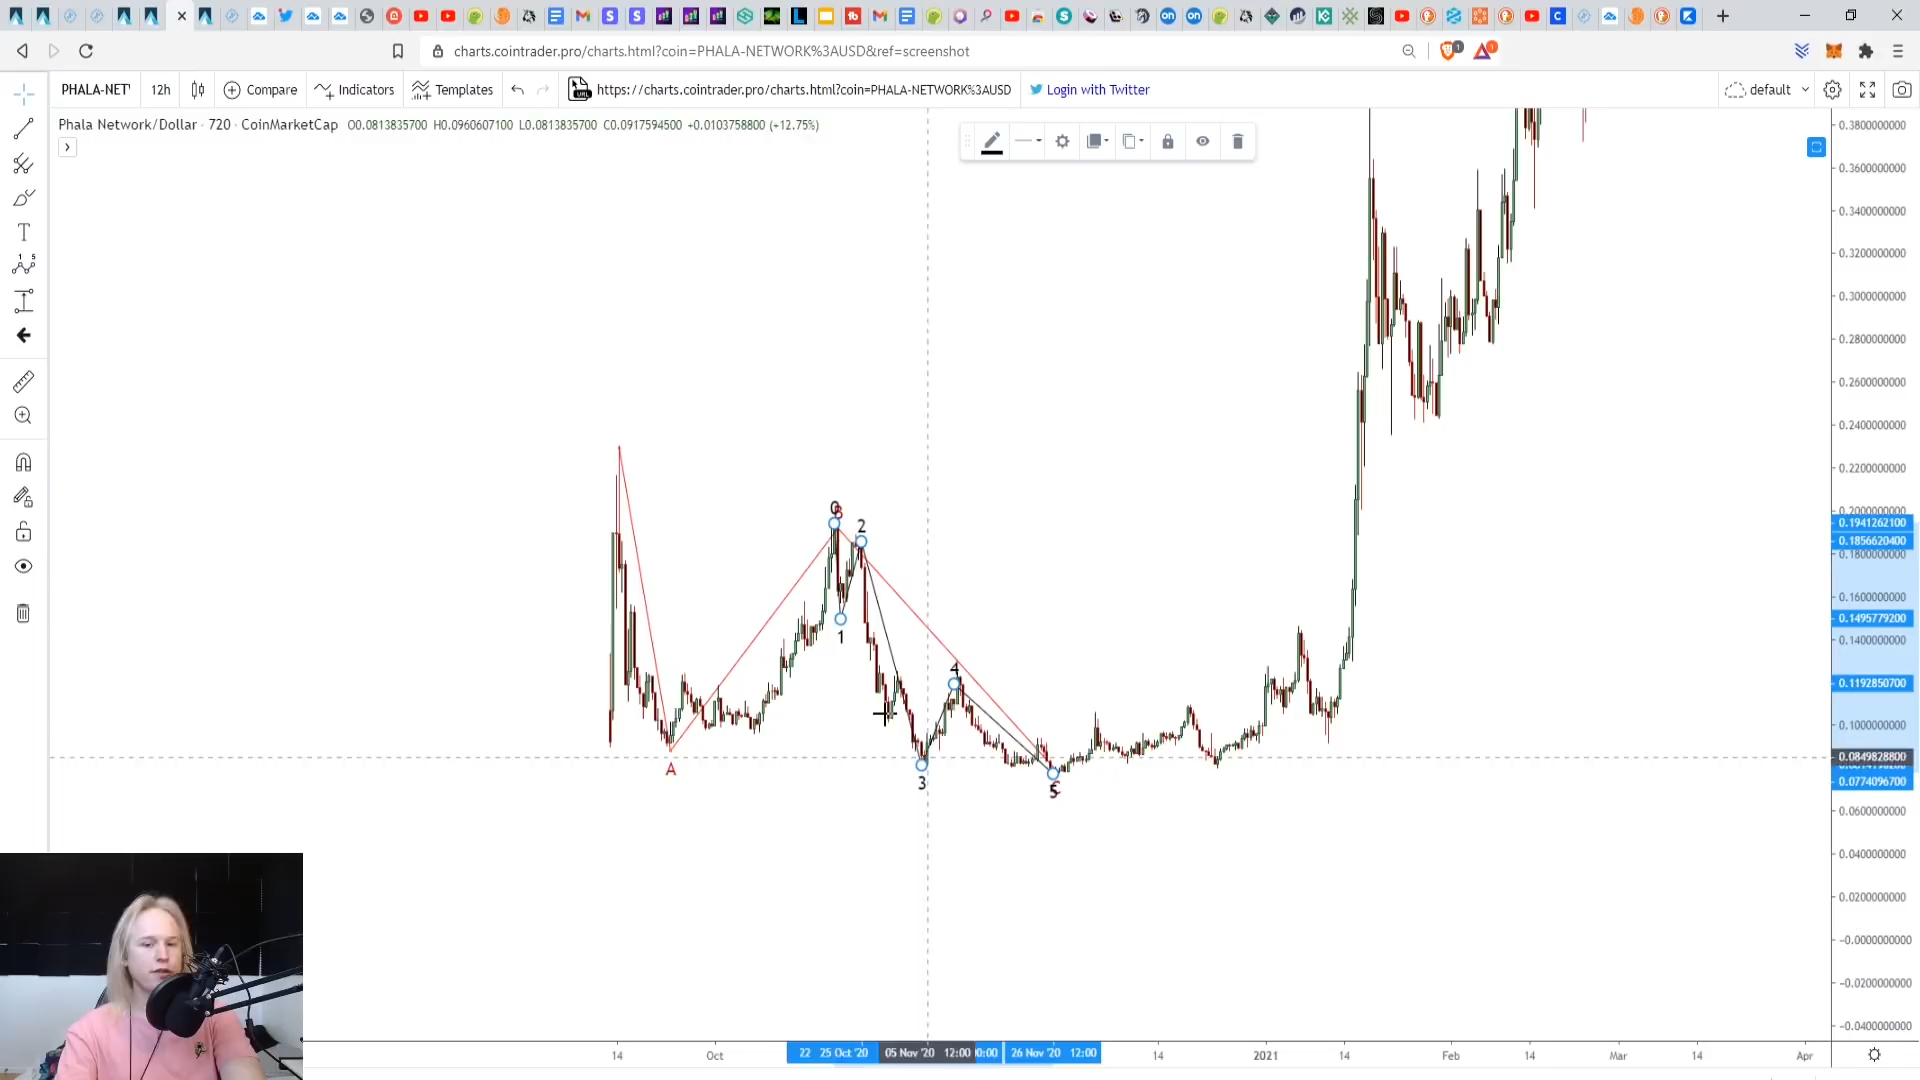 charts.cointrader.pro/charts.html?coin=PHALA-NETWORK%3AUSD&ref=screenshot
PHALA-NET
12h
Compare
Indicators
Templates
https://charts.cointrader.pro/charts.html?coin=PHALA-NETWORK%3AUSD
Login with Twitter
default
Phala Network/Dollar · 720 · CoinMarketCap O0.0813835700 H0.0960607100 L0.0813835700 C0.0917594500 +0.0103758800 (+12.75%)
0.3800000000
0.3600000000
0.3400000000
0.3200000000
0.3000000000
0.2800000000
0.2600000000
0.2400000000
0.2200000000
0.2000000000
0.1941262100
0.1856620400
0.1800000000
0.1600000000
0.1495779200
0.1400000000
0.1192850700
0.1000000000
0.0849828800
0.0774096700
0.0600000000
0.0400000000
0.0200000000
-0.0000000000
-0.0200000000
-0.0400000000
0
B
2
1
4
A
3
5
C
14
Oct
22
25 Oct '20
05 Nov '20 12:00
26 Nov '20 12:00
14
2021
14
Feb
14
Mar
14
Apr